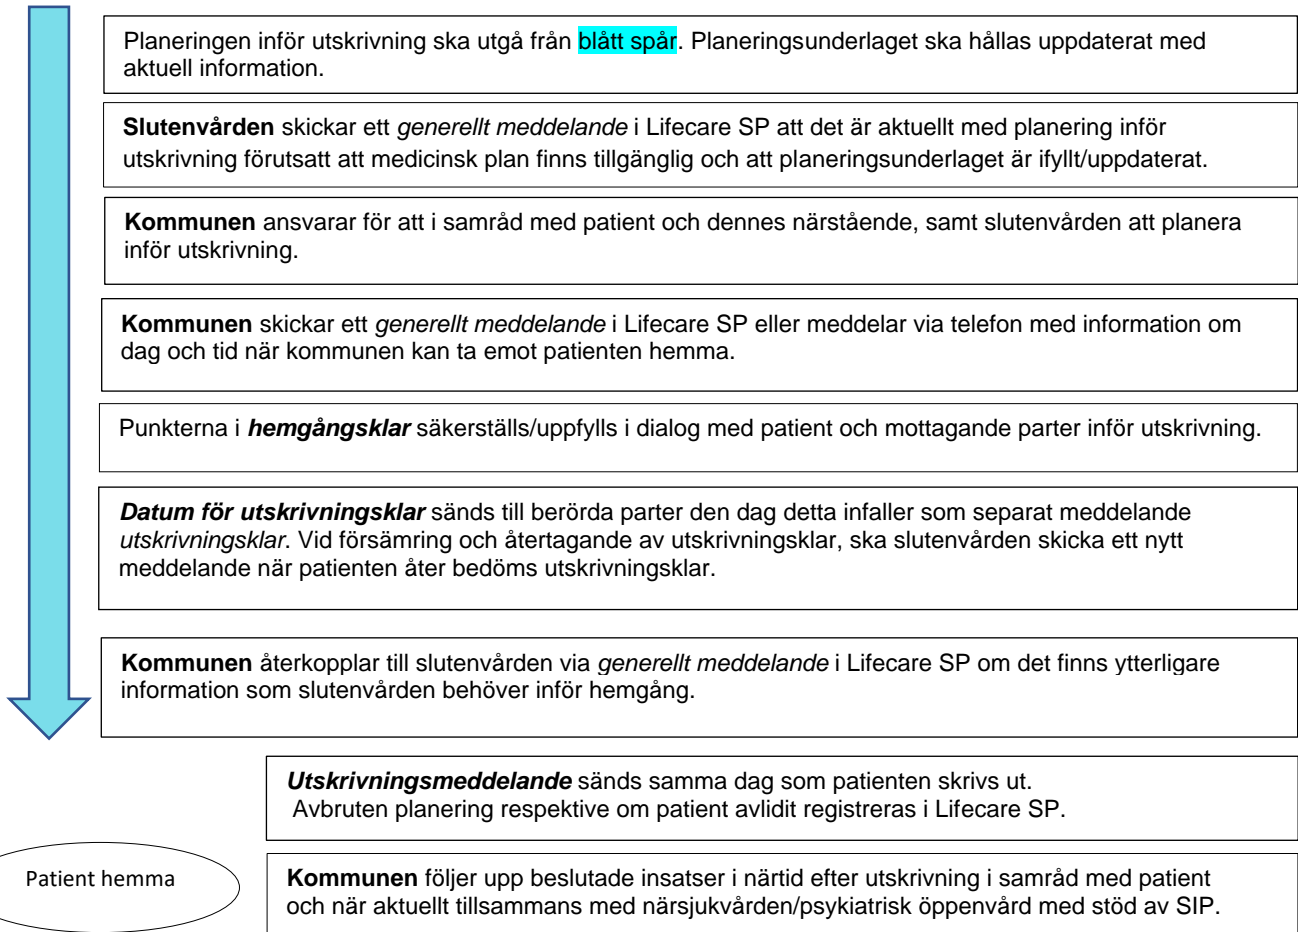 Planeringen inför utskrivning ska utgå från blått spår. Planeringsunderlaget ska hållas uppdaterat med
aktuell information.
Slutenvården skickar ett generellt meddelande i Lifecare SP att det är aktuellt med planering inför
utskrivning förutsatt att medicinsk plan finns tillgänglig och att planeringsunderlaget är ifyllt/uppdaterat.
Kommunen ansvarar för att i samråd med patient och dennes närstående, samt slutenvården att planera
inför utskrivning.
Kommunen skickar ett generellt meddelande i Lifecare SP eller meddelar via telefon med information om
dag och tid när kommunen kan ta emot patienten hemma.
Punkterna i hemgångsklar säkerställs/uppfylls i dialog med patient och mottagande parter inför utskrivning.
Datum för utskrivningsklar sänds till berörda parter den dag detta infaller som separat meddelande
utskrivningsklar. Vid försämring och återtagande av utskrivningsklar, ska slutenvården skicka ett nytt
meddelande när patienten åter bedöms utskrivningsklar.
Kommunen återkopplar till slutenvården via generellt meddelande i Lifecare SP om det finns ytterligare
information som slutenvården behöver inför hemgång.
Utskrivningsmeddelande sänds samma dag som patienten skrivs ut.
Avbruten planering respektive om patient avlidit registreras i Lifecare SP.
Patient hemma
Kommunen följer upp beslutade insatser i närtid efter utskrivning i samråd med patient
och när aktuellt tillsammans med närsjukvården/psykiatrisk öppenvård med stöd av SIP.